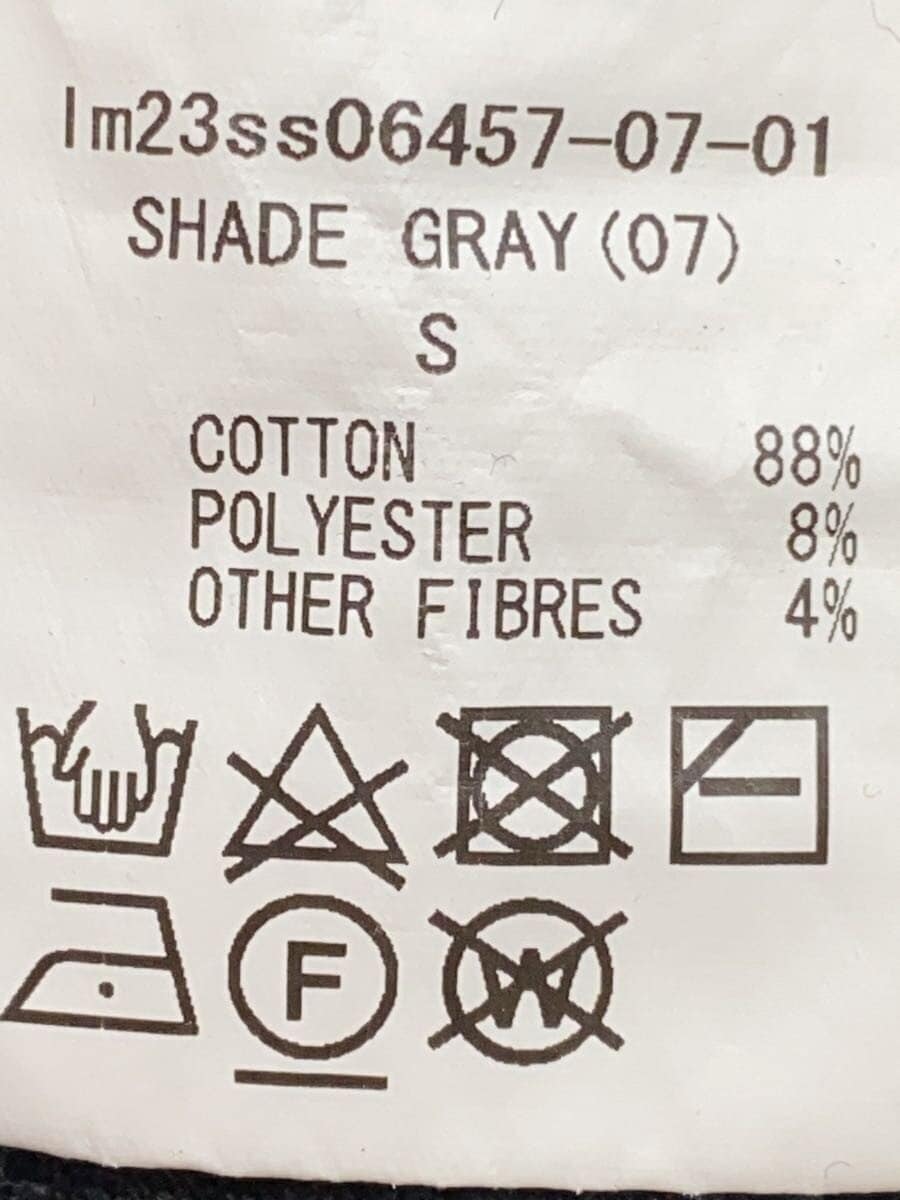 lm23ss06457-07-01
SHADE GRAY(07)
S
COTTON 88%
POLYESTER 8%
OTHER FIBRES 4%
F
W